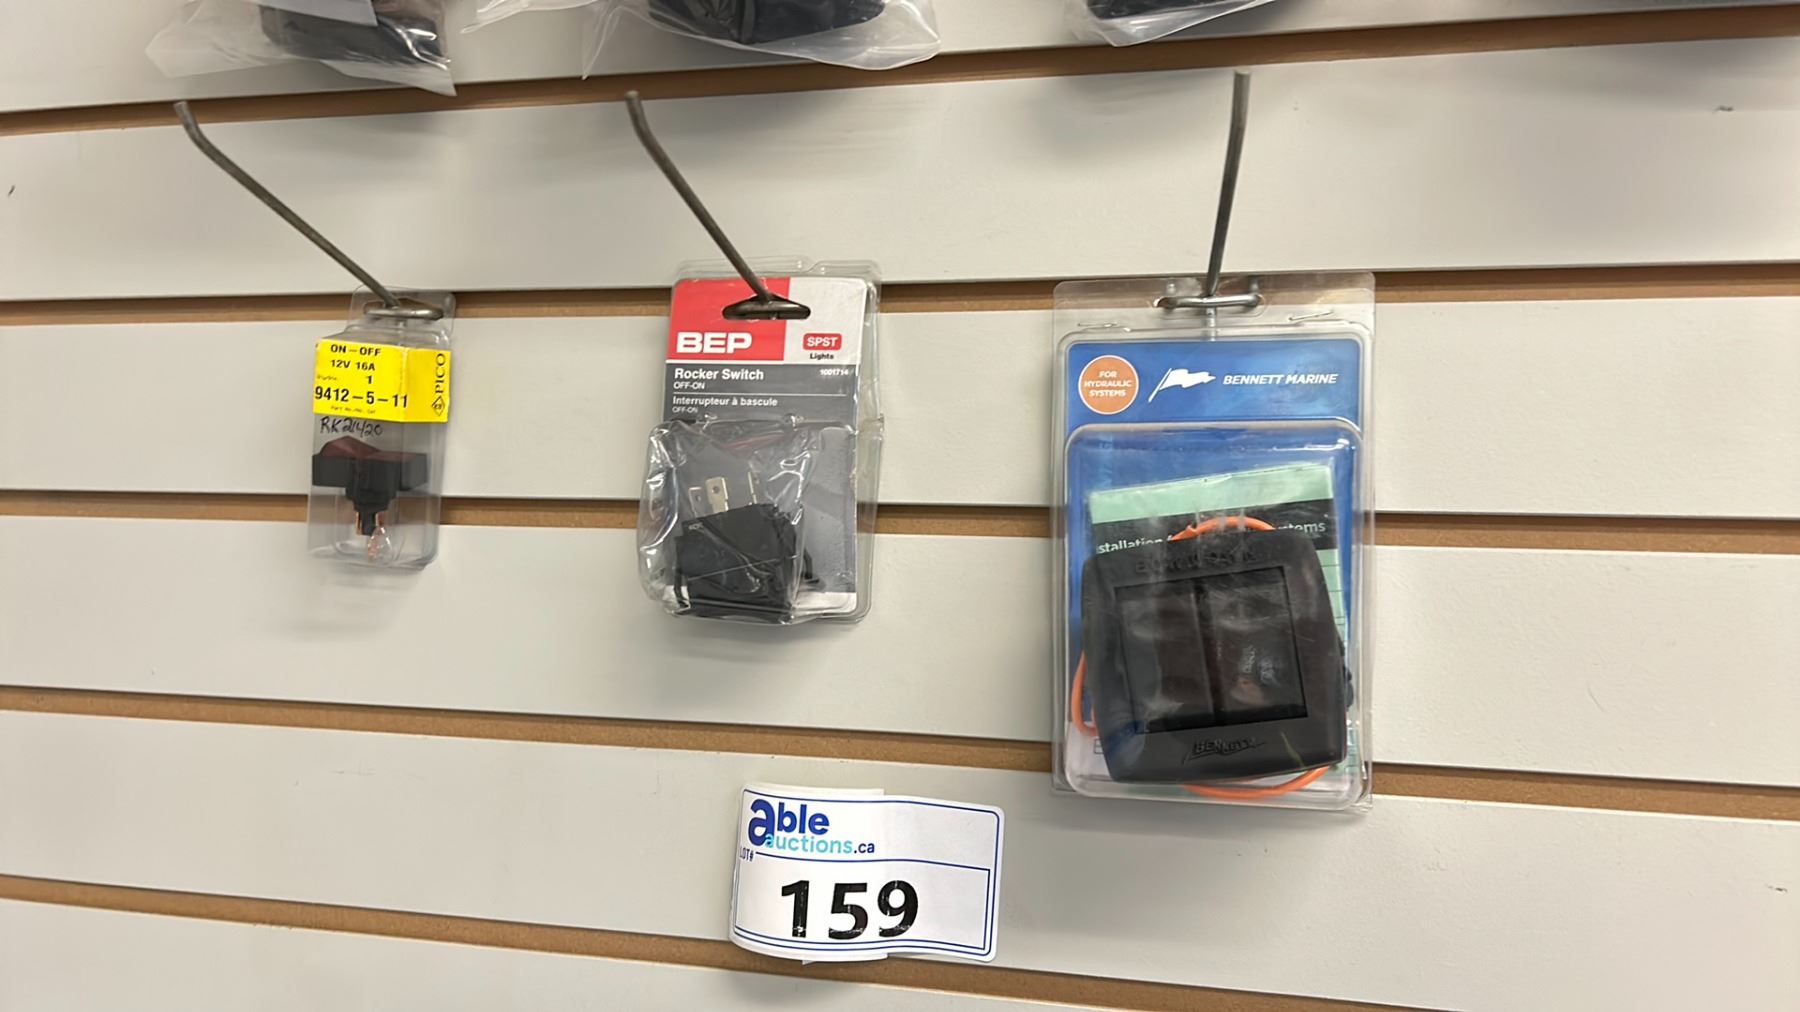 ON-OFF
12V 16A
1
9412-5-11
PICO
RK21420
BEP
SPST
Lights
Rocker Switch
1001714
OFF-ON
Interrupteur à bascule
OFF-ON
FOR
HYDRAULIC
SYSTEMS
BENNETT MARINE
BENNETT
able
auctions.ca
LOT#
159